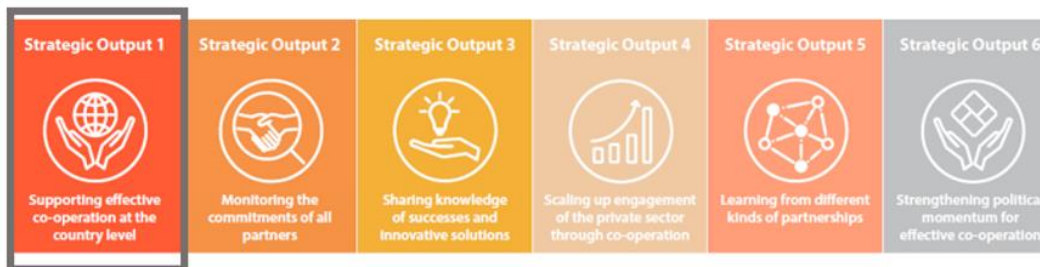 Strategic Output 1
Supporting effective
co-operation at the
country level
Strategic Output 2
Monitoring the
commitments of all
partners
Strategic Output 3
Sharing knowledge
of successes and
innovative solutions
Strategic Output 4
Scaling up engagement
of the private sector
through co-operation
Strategic Output 5
Learning from different
kinds of partnerships
Strategic Output 6
Strengthening political
momentum for
effective co-operation